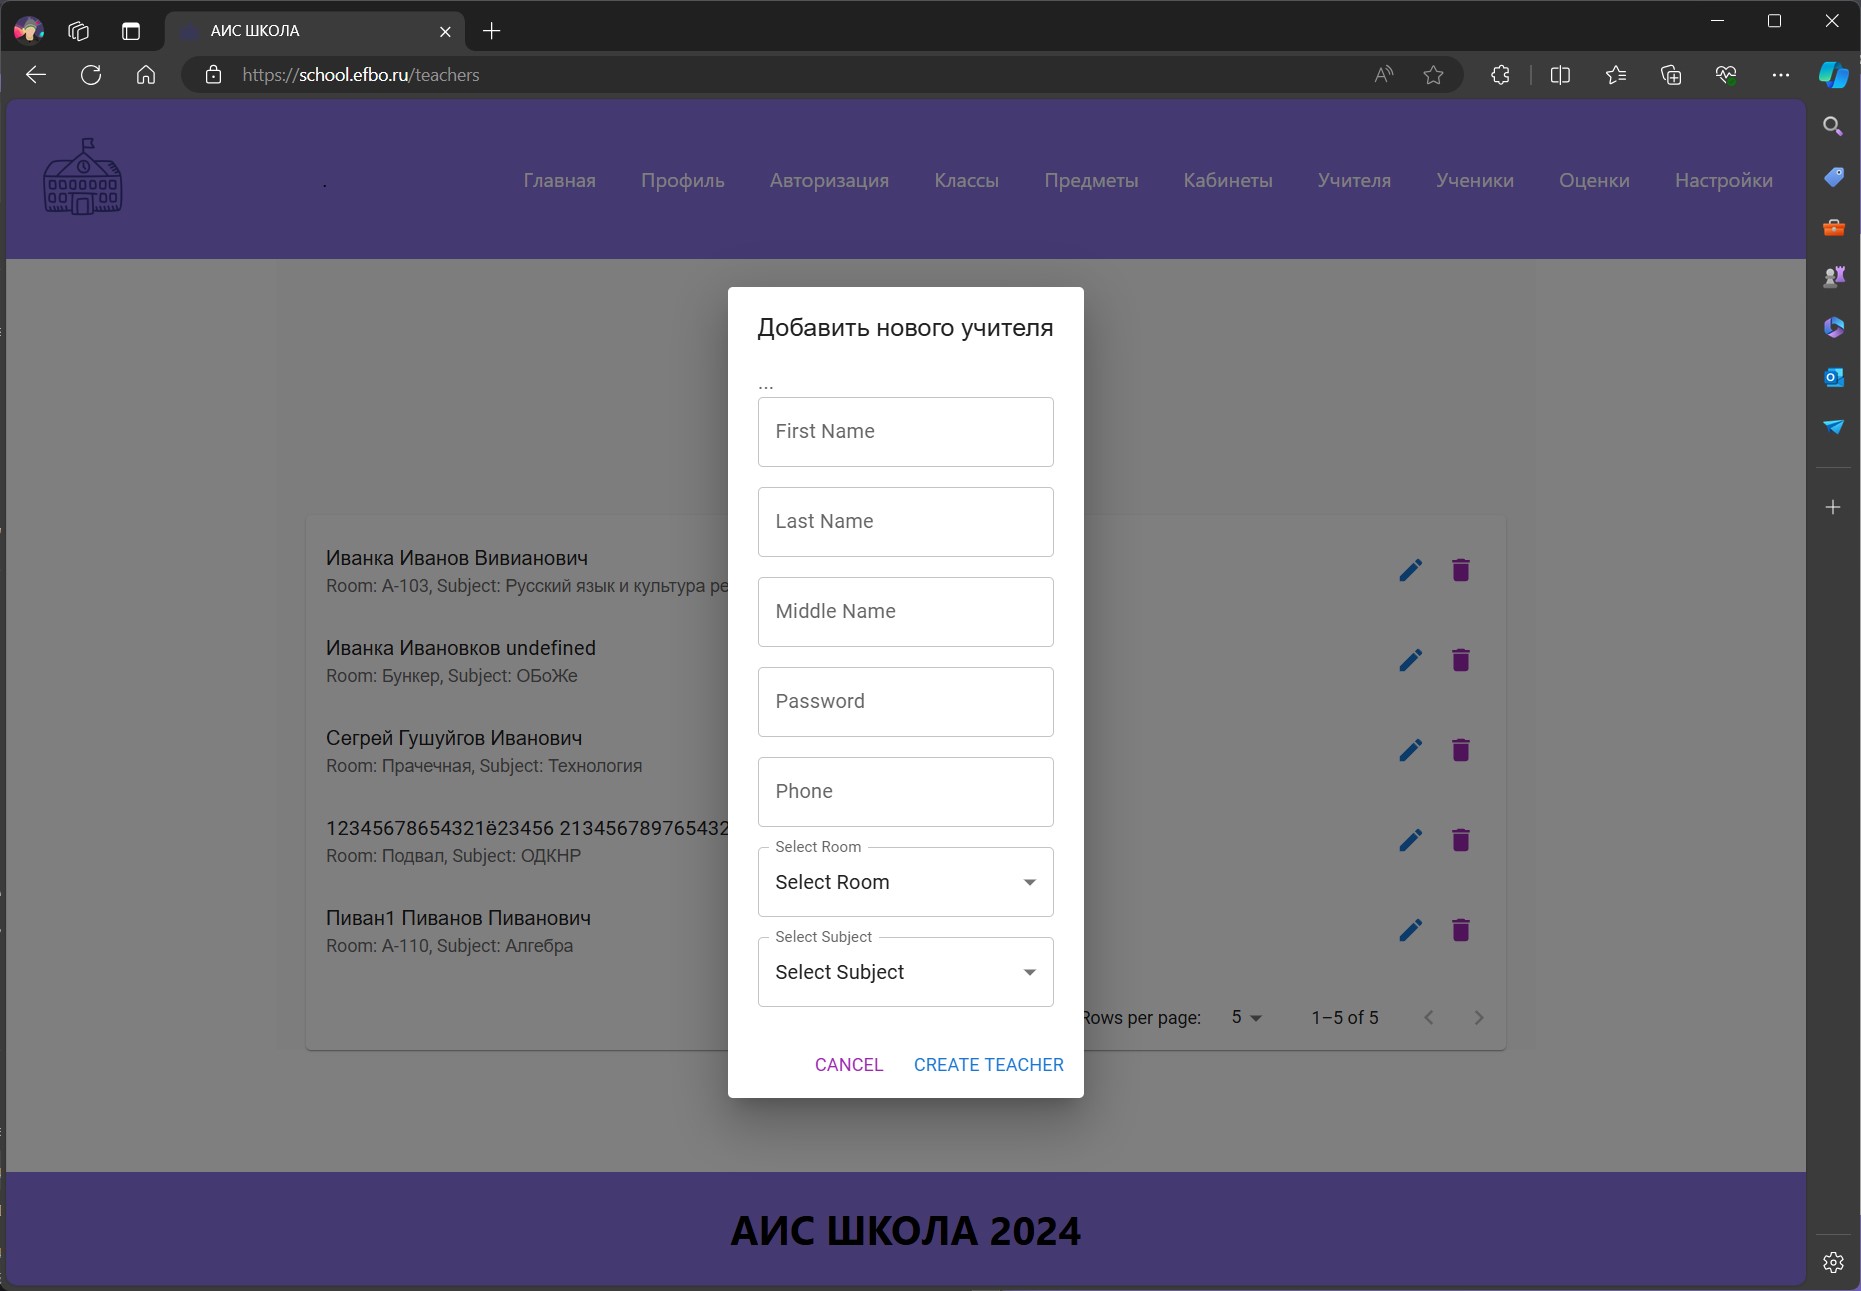 АИС ШКОЛА
https://school.efbo.ru/teachers
Главная Профиль Авторизация Классы Предметы Кабинеты Учителя Ученики Оценки Настройки
Добавить нового учителя
...
First Name
Last Name
Middle Name
Password
Phone
Select Room
Select Room
Select Subject
Select Subject
CANCEL CREATE TEACHER
Иванка Иванов Вивианович
Room: А-103, Subject: Русский язык и культура ре
Иванка Ивановков undefined
Room: Бункер, Subject: ОБоЖе
Сегрей Гушуйгов Иванович
Room: Прачечная, Subject: Технология
12345678654321ё23456 213456789765432
Room: Подвал, Subject: ОДКНР
Пиван1 Пиванов Пиванович
Room: А-110, Subject: Алгебра
Rows per page: 5 1–5 of 5
АИС ШКОЛА 2024